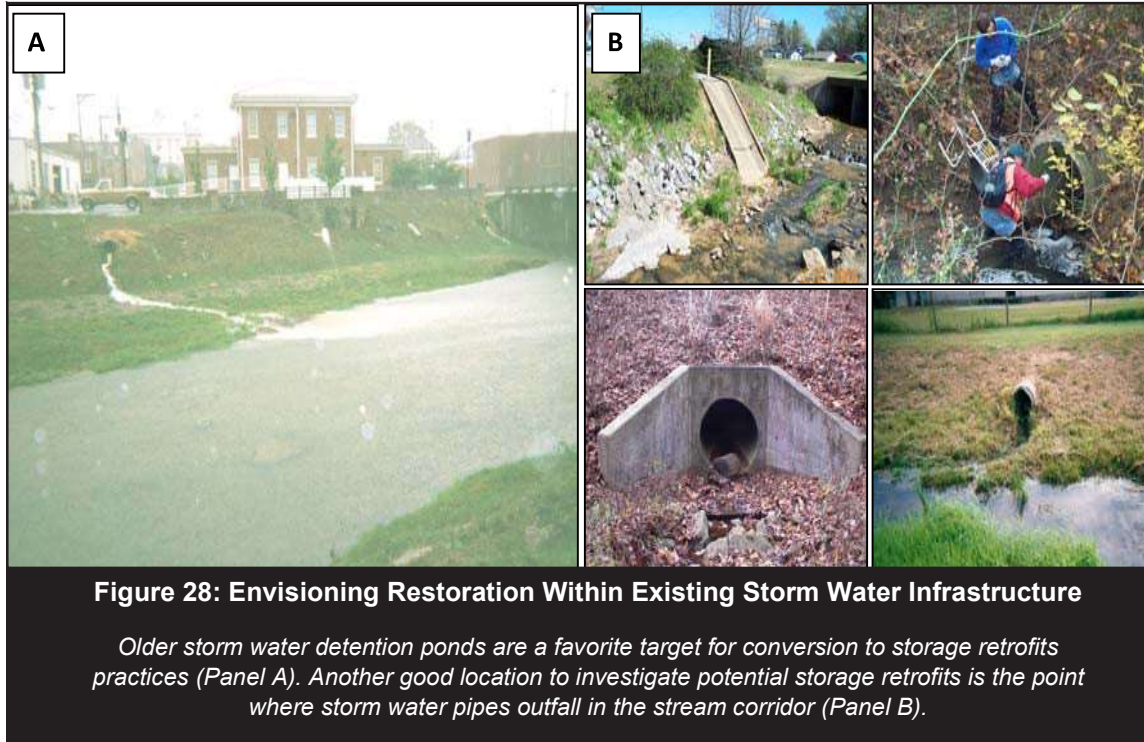 A
B
Figure 28: Envisioning Restoration Within Existing Storm Water Infrastructure
Older storm water detention ponds are a favorite target for conversion to storage retrofits
practices (Panel A). Another good location to investigate potential storage retrofits is the point
where storm water pipes outfall in the stream corridor (Panel B).